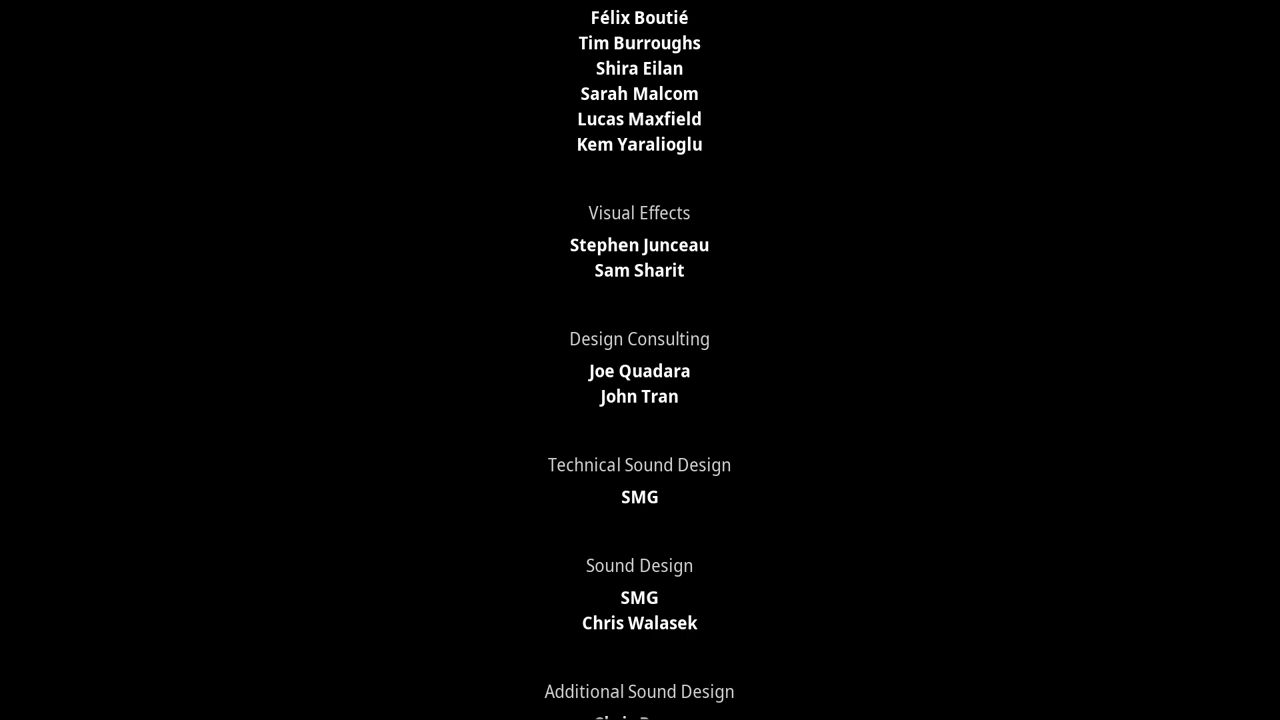 Félix Boutié
Tim Burroughs
Shira Eilan
Sarah Malcom
Lucas Maxfield
Kem Yaralioglu
Visual Effects
Stephen Junceau
Sam Sharit
Design Consulting
Joe Quadara
John Tran
Technical Sound Design
SMG
Sound Design
SMG
Chris Walasek
Additional Sound Design